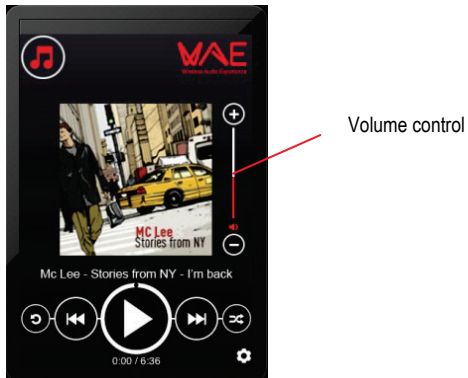 WAE
Wireless Audio Experience
Volume control
MC Lee
Stories from NY
Mc Lee - Stories from NY - I'm back
0:00 / 6:36